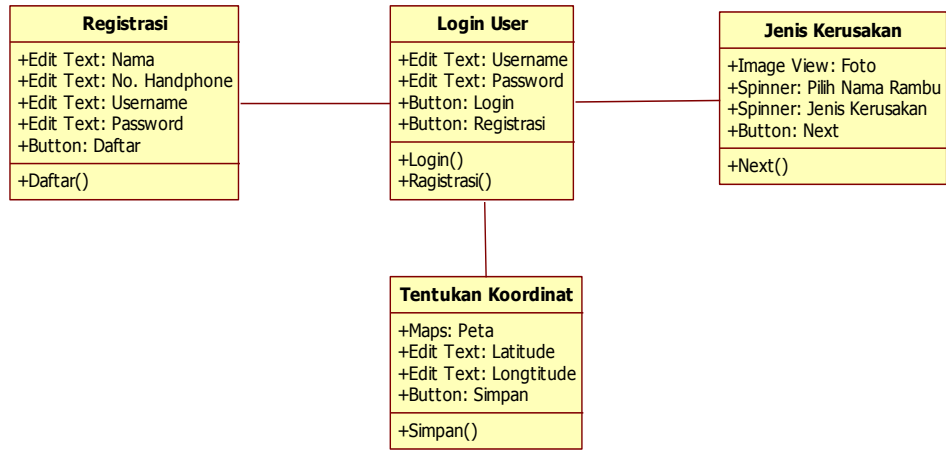 Registrasi
+Edit Text: Nama
+Edit Text: No. Handphone
+Edit Text: Username
+Edit Text: Password
+Button: Daftar
+Daftar()
Login User
+Edit Text: Username
+Edit Text: Password
+Button: Login
+Button: Registrasi
+Login()
+Ragistrasi()
Jenis Kerusakan
+Image View: Foto
+Spinner: Pilih Nama Rambu
+Spinner: Jenis Kerusakan
+Button: Next
+Next()
Tentukan Koordinat
+Maps: Peta
+Edit Text: Latitude
+Edit Text: Longtitude
+Button: Simpan
+Simpan()